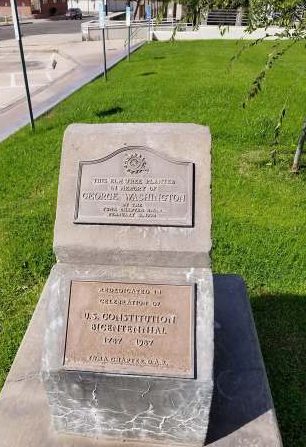 THIS ELM TREE PLANTED
IN MEMORY OF
GEORGE WASHINGTON
BY THE
YUMA CHAPTER D.A.R.
FEBRUARY
REDEDICATED IN
CELEBRATION OF
U.S. CONSTITUTION
BICENTENNIAL
1787 1987
YUMA CHAPTER D.A.R.